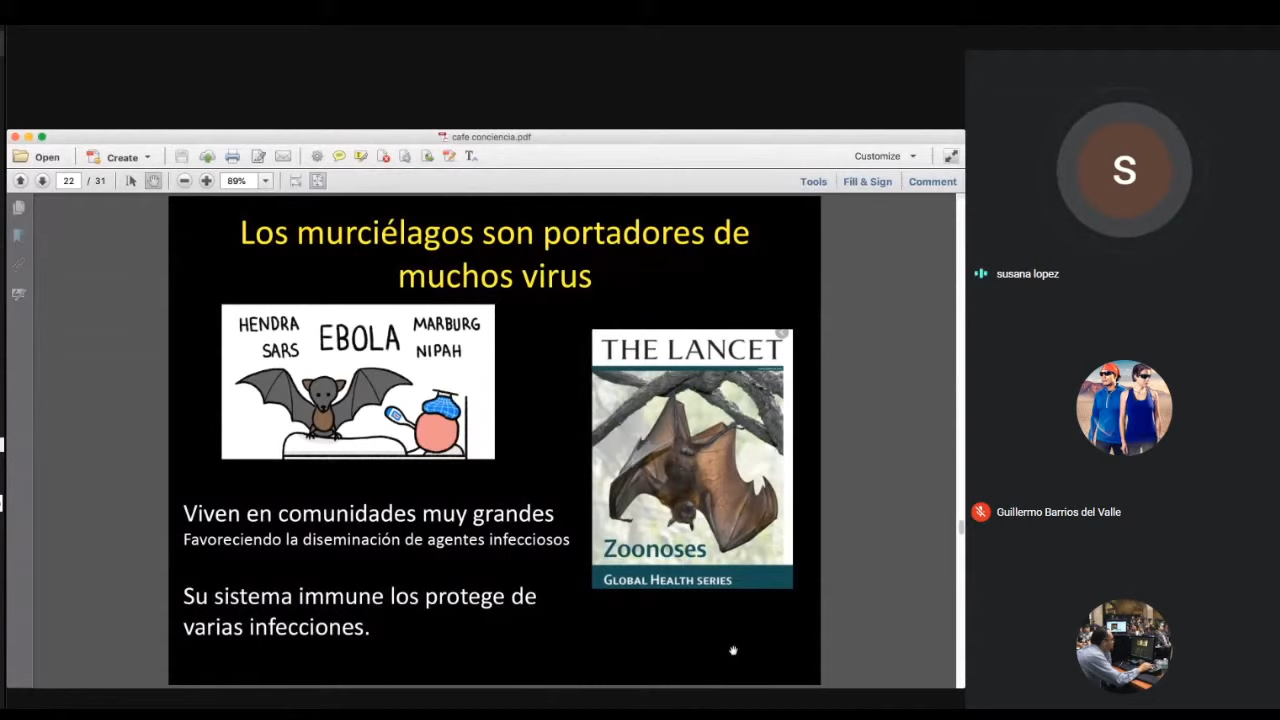 cafe conciencia.pdf
Open
Create
Customize
22 / 31
89%
Tools
Fill & Sign
Comment
Los murciélagos son portadores de
muchos virus
HENDRA
EBOLA
MARBURG
SARS
NIPAH
THE LANCET
Zoonoses
GLOBAL HEALTH SERIES
Viven en comunidades muy grandes
Favoreciendo la diseminación de agentes infecciosos
Su sistema immune los protege de
varias infecciones.
S
susana lopez
Guillermo Barrios del Valle